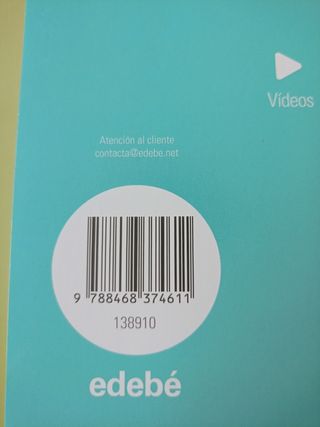 Vídeos
Atención al cliente
contacta@edebe.net
9 788468 374611
138910
edebé